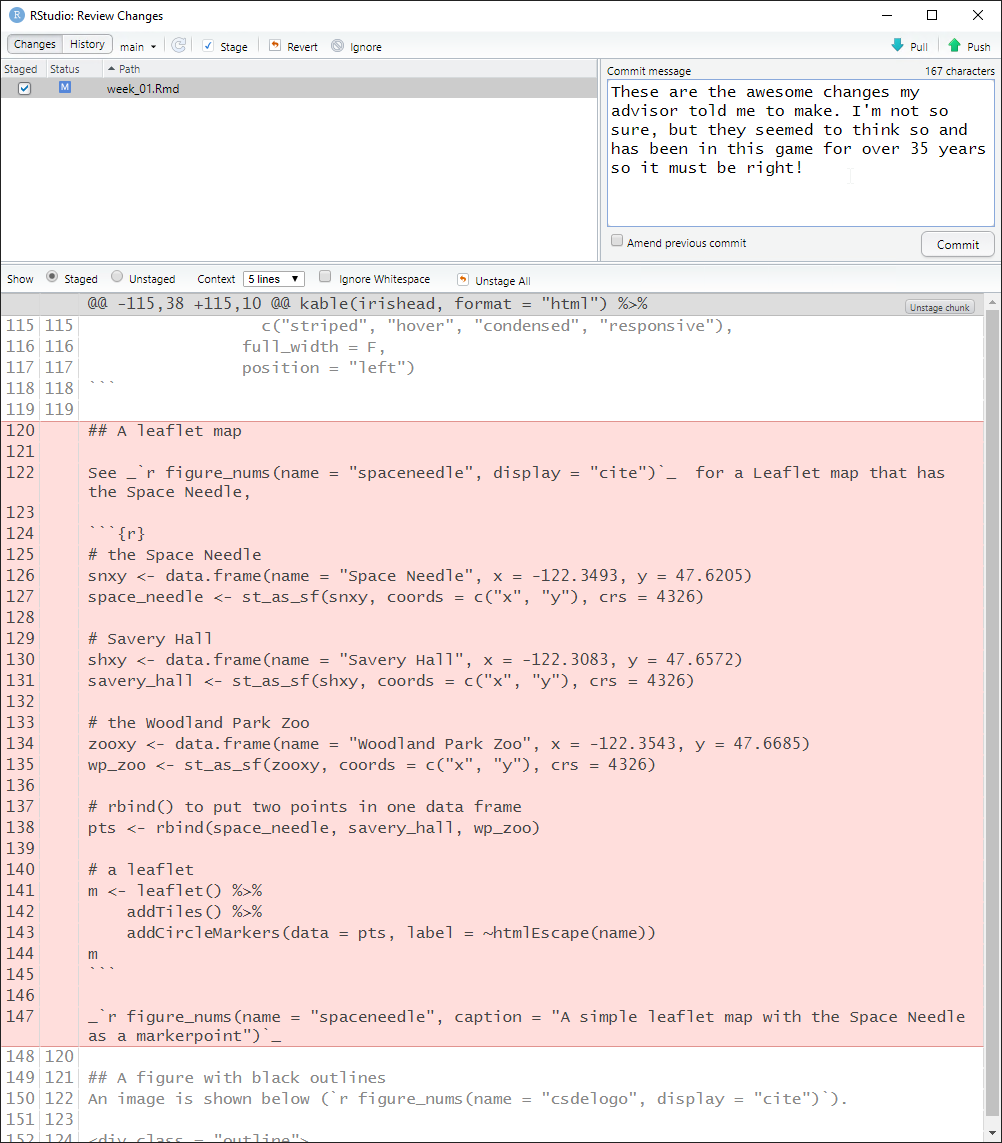 RStudio: Review Changes
Changes History main Stage Revert Ignore Pull Push
Staged Status Path
M week_01.Rmd
Commit message 167 characters
These are the awesome changes my
advisor told me to make. I'm not so
sure, but they seemed to think so and
has been in this game for over 35 years
so it must be right!
Amend previous commit Commit
Show Staged Unstaged Context 5 lines Ignore Whitespace Unstage All
@@ -115,38 +115,10 @@ kable(irishead, format = "html") %>% Unstage chunk
115 115 c("striped", "hover", "condensed", "responsive"),
116 116 full_width = F,
117 117 position = "left")
118 118 ```
119 119
120 ## A leaflet map
121
122 See _`r figure_nums(name = "spaceneedle", display = "cite")`_  for a Leaflet map that has
the Space Needle,
123
124 ```{r}
125 # the Space Needle
126 snxy <- data.frame(name = "Space Needle", x = -122.3493, y = 47.6205)
127 space_needle <- st_as_sf(snxy, coords = c("x", "y"), crs = 4326)
128
129 # Savery Hall
130 shxy <- data.frame(name = "Savery Hall", x = -122.3083, y = 47.6572)
131 savery_hall <- st_as_sf(shxy, coords = c("x", "y"), crs = 4326)
132
133 # the Woodland Park Zoo
134 zooxy <- data.frame(name = "Woodland Park Zoo", x = -122.3543, y = 47.6685)
135 wp_zoo <- st_as_sf(zooxy, coords = c("x", "y"), crs = 4326)
136
137 # rbind() to put two points in one data frame
138 pts <- rbind(space_needle, savery_hall, wp_zoo)
139
140 # a leaflet
141 m <- leaflet() %>%
142 addTiles() %>%
143 addCircleMarkers(data = pts, label = ~htmlEscape(name))
144 m
145 ```
146
147 _`r figure_nums(name = "spaceneedle", caption = "A simple leaflet map with the Space Needle
as a markerpoint")`_
148 120
149 121 ## A figure with black outlines
150 122 An image is shown below (`r figure_nums(name = "csdelogo", display = "cite")`).
151 123
152 124 <div class = "outline">